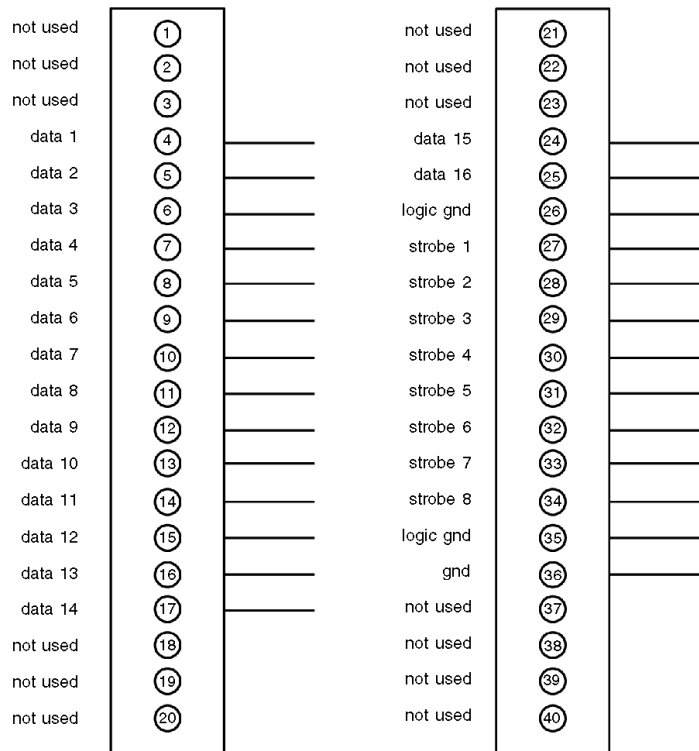 not used 1
not used 2
not used 3
data 1 4
data 2 5
data 3 6
data 4 7
data 5 8
data 6 9
data 7 10
data 8 11
data 9 12
data 10 13
data 11 14
data 12 15
data 13 16
data 14 17
not used 18
not used 19
not used 20
not used 21
not used 22
not used 23
data 15 24
data 16 25
logic gnd 26
strobe 1 27
strobe 2 28
strobe 3 29
strobe 4 30
strobe 5 31
strobe 6 32
strobe 7 33
strobe 8 34
logic gnd 35
gnd 36
not used 37
not used 38
not used 39
not used 40